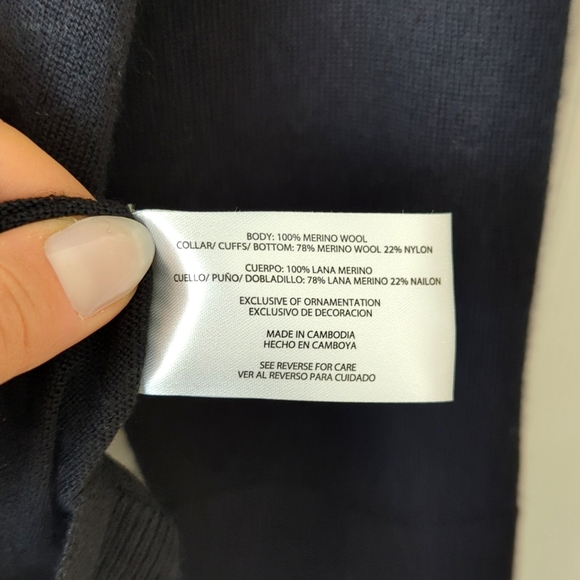 BODY: 100% MERINO WOOL
COLLAR/ CUFFS/ BOTTOM: 78% MERINO WOOL 22% NYLON
CUERPO: 100% LANA MERINO
CUELLO/ PUÑO/ DOBLADILLO: 78% LANA MERINO 22% NAILON
EXCLUSIVE OF ORNAMENTATION
EXCLUSIVO DE DECORACION
MADE IN CAMBODIA
HECHO EN CAMBOYA
SEE REVERSE FOR CARE
VER AL REVERSO PARA CUIDADO